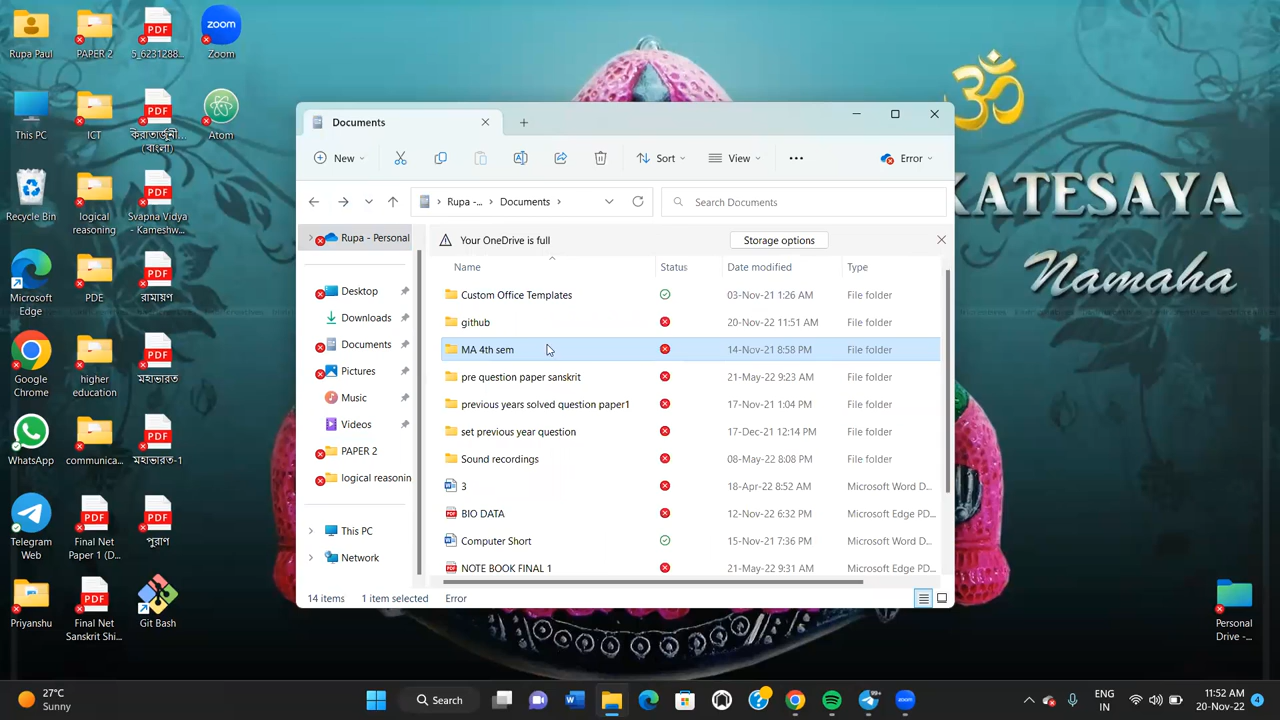 Rupa Paul
PAPER 2
5_6231288...
Zoom
This PC
ICT
কিরাতার্জুনী...
(বাংলা)
Atom
Recycle Bin
logical
reasoning
Svapna Vidya
- Kameshw...
Microsoft
Edge
PDE
রামায়ণ
Google
Chrome
higher
education
মহাভারত
WhatsApp
communica...
মহাভারত-1
Telegram
Web
Final Net
Paper 1 (D...
পুরাণ
Priyanshu
Final Net
Sanskrit Shi...
Git Bash
zoom
ॐ
KATESAYA
Namaha
Personal
Drive -...
Documents
New
Sort
View
Error
Rupa -...
Documents
Search Documents
Rupa - Personal
Your OneDrive is full
Storage options
Desktop
Downloads
Documents
Pictures
Music
Videos
PAPER 2
logical reasonin
This PC
Network
Name Status Date modified Type
Custom Office Templates 03-Nov-21 1:26 AM File folder
github 20-Nov-22 11:51 AM File folder
MA 4th sem 14-Nov-21 8:58 PM File folder
pre question paper sanskrit 21-May-22 9:23 AM File folder
previous years solved question paper1 17-Nov-21 1:04 PM File folder
set previous year question 17-Dec-21 12:14 PM File folder
Sound recordings 08-May-22 8:08 PM File folder
3 18-Apr-22 8:52 AM Microsoft Word D...
BIO DATA 12-Nov-22 6:32 PM Microsoft Edge PD...
Computer Short 15-Nov-21 7:36 PM Microsoft Word D...
NOTE BOOK FINAL 1 21-May-22 9:31 AM Microsoft Edge PD...
14 items 1 item selected Error
27°C
Sunny
Search
99+
ENG
IN
11:52 AM
20-Nov-22
4